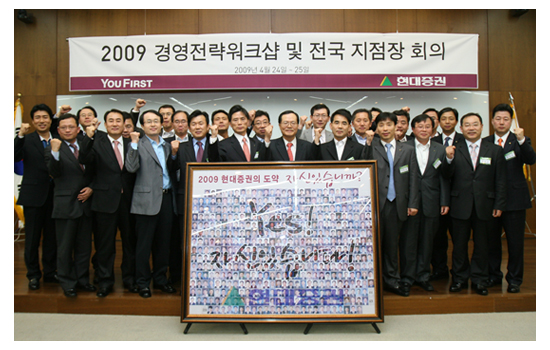 2009 경영전략워크샵 및 전국 지점장 회의
2009년 4월 24일 ~ 25일
YOU FIRST
현대증권
2009 현대증권의 도약 자신있습니까?
Yes!
자신있습니다!
현대증권